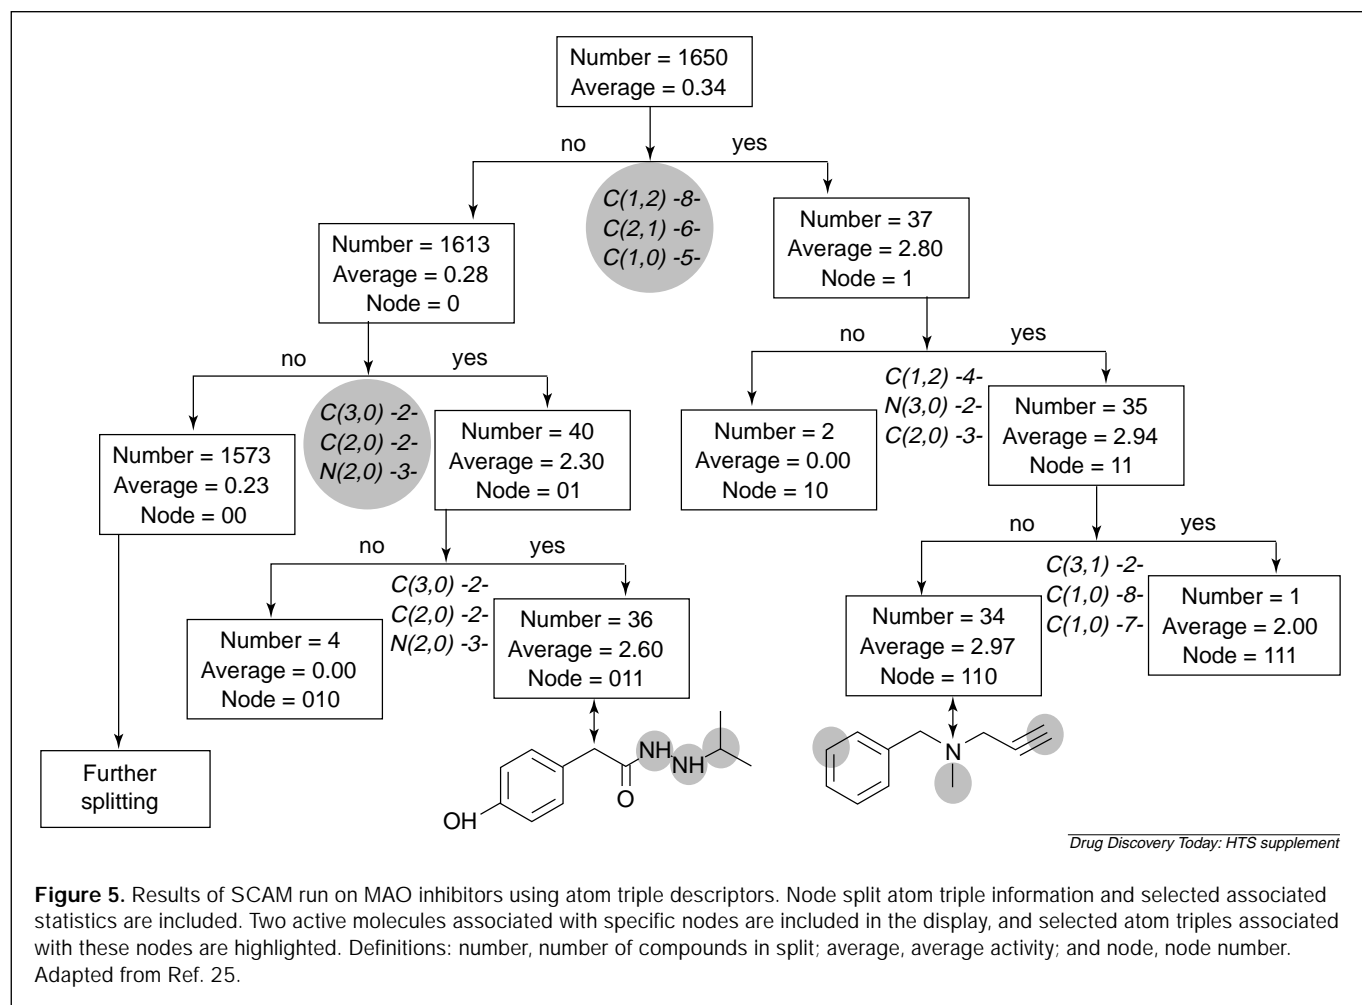 Number = 1650
Average = 0.34
no
yes
C(1,2) -8-
C(2,1) -6-
C(1,0) -5-
Number = 1613
Average = 0.28
Node = 0
Number = 37
Average = 2.80
Node = 1
no
yes
C(3,0) -2-
C(2,0) -2-
N(2,0) -3-
Number = 1573
Average = 0.23
Node = 00
Number = 40
Average = 2.30
Node = 01
no
yes
C(1,2) -4-
N(3,0) -2-
C(2,0) -3-
Number = 2
Average = 0.00
Node = 10
Number = 35
Average = 2.94
Node = 11
no
yes
C(3,0) -2-
C(2,0) -2-
N(2,0) -3-
Number = 4
Average = 0.00
Node = 010
Number = 36
Average = 2.60
Node = 011
no
yes
C(3,1) -2-
C(1,0) -8-
C(1,0) -7-
Number = 34
Average = 2.97
Node = 110
Number = 1
Average = 2.00
Node = 111
Further
splitting
NH
NH
O
OH
N
Drug Discovery Today: HTS supplement
Figure 5. Results of SCAM run on MAO inhibitors using atom triple descriptors. Node split atom triple information and selected associated
statistics are included. Two active molecules associated with specific nodes are included in the display, and selected atom triples associated
with these nodes are highlighted. Definitions: number, number of compounds in split; average, average activity; and node, node number.
Adapted from Ref. 25.